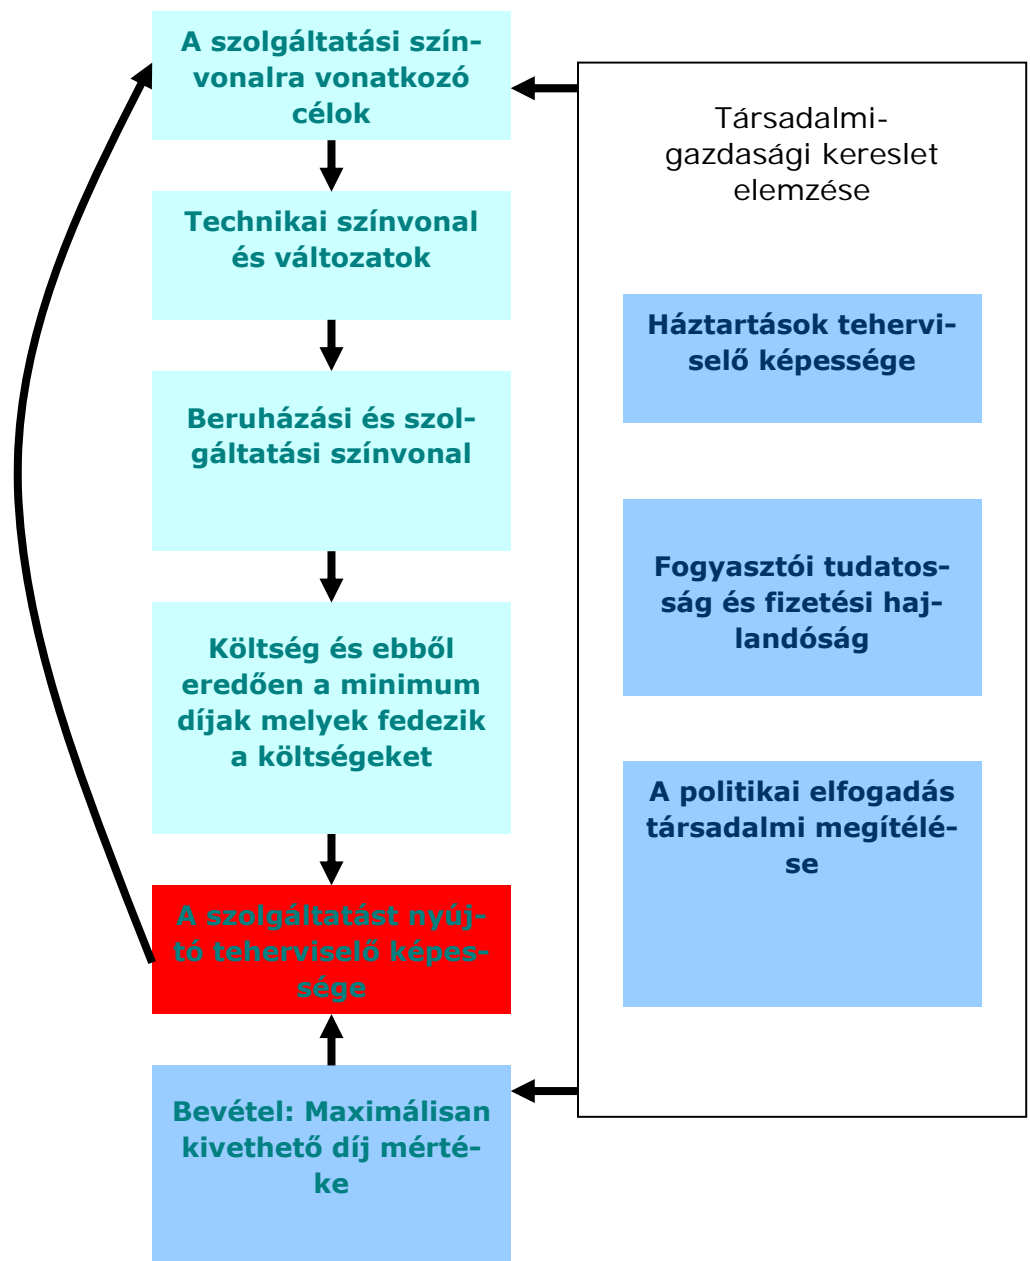 A szolgáltatási szín-
vonalra vonatkozó
célok
Technikai színvonal
és változatok
Beruházási és szol-
gáltatási színvonal
Költség és ebből
eredően a minimum
díjak melyek fedezik
a költségeket
A szolgáltatást nyúj-
tó teherviselő képes-
sége
Bevétel: Maximálisan
kivethető díj mérté-
ke
Társadalmi-
gazdasági kereslet
elemzése
Háztartások tehervi-
selő képessége
Fogyasztói tudatos-
ság és fizetési haj-
landóság
A politikai elfogadás
társadalmi megítélé-
se